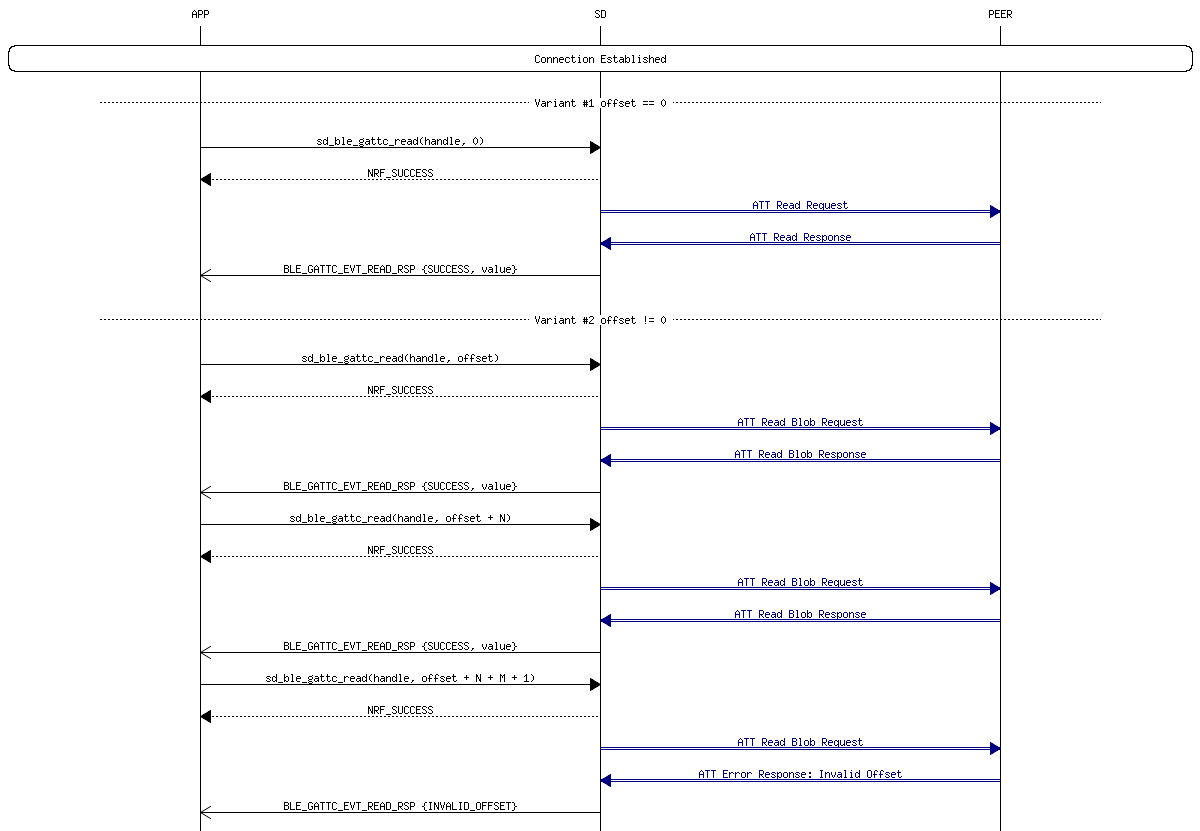 APP SD PEER
Connection Established
Variant #1 offset == 0
sd_ble_gattc_read(handle, 0)
NRF_SUCCESS
ATT Read Request
ATT Read Response
BLE_GATTC_EVT_READ_RSP {SUCCESS, value}
Variant #2 offset != 0
sd_ble_gattc_read(handle, offset)
NRF_SUCCESS
ATT Read Blob Request
ATT Read Blob Response
BLE_GATTC_EVT_READ_RSP {SUCCESS, value}
sd_ble_gattc_read(handle, offset + N)
NRF_SUCCESS
ATT Read Blob Request
ATT Read Blob Response
BLE_GATTC_EVT_READ_RSP {SUCCESS, value}
sd_ble_gattc_read(handle, offset + N + M + 1)
NRF_SUCCESS
ATT Read Blob Request
ATT Error Response: Invalid Offset
BLE_GATTC_EVT_READ_RSP {INVALID_OFFSET}